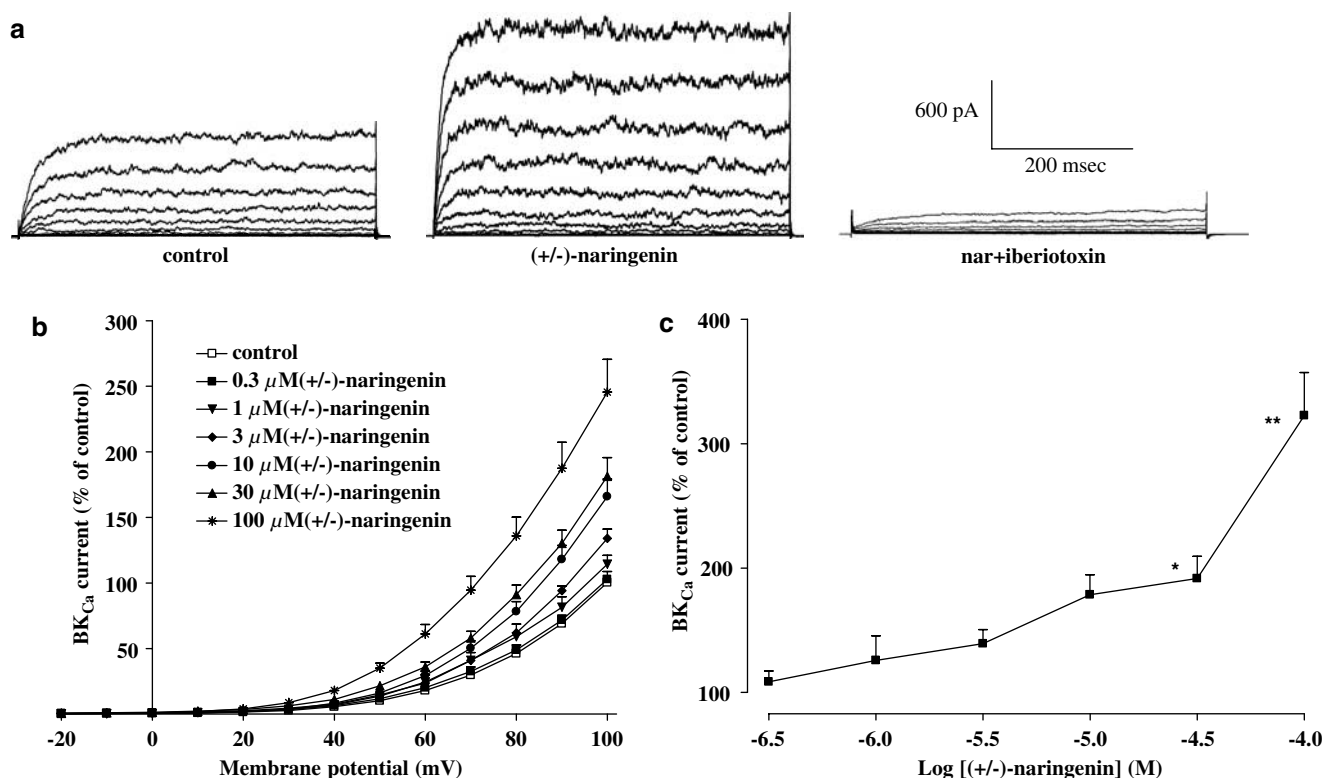 a
control
(+/-)-naringenin
nar+iberiotoxin
600 pA
200 msec
b
BKCa current (% of control)
300
250
200
150
100
50
-20
0
20
40
60
80
100
Membrane potential (mV)
control
0.3 μM(+/-)-naringenin
1 μM(+/-)-naringenin
3 μM(+/-)-naringenin
10 μM(+/-)-naringenin
30 μM(+/-)-naringenin
100 μM(+/-)-naringenin
c
BKCa current (% of control)
400
300
200
100
*
**
-6.5
-6.0
-5.5
-5.0
-4.5
-4.0
Log [(+/-)-naringenin] (M)